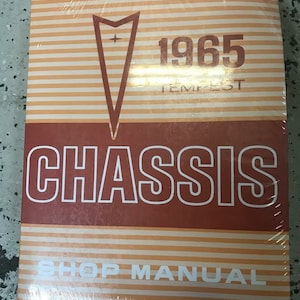 1965
TEMPEST
CHASSIS
SHOP MANUAL